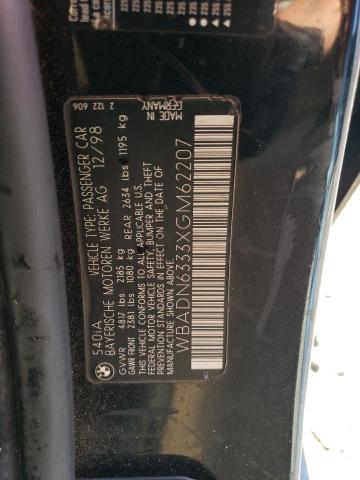 540iA VEHICLE TYPE: PASSENGER CAR 2 122 606
BAYERISCHE MOTOREN WERKE AG 12/98
GVWR 4817 lbs 2185 kg
GAWR FRONT 2381 lbs 1080 kg REAR 2634 lbs 1195 kg
THIS VEHICLE CONFORMS TO ALL APPLICABLE U.S.
FEDERAL MOTOR VEHICLE SAFETY, BUMPER AND THEFT
PREVENTION STANDARDS IN EFFECT ON THE DATE OF
MANUFACTURE SHOWN ABOVE.
WBADN6333XGM62207
MADE IN
GERMANY